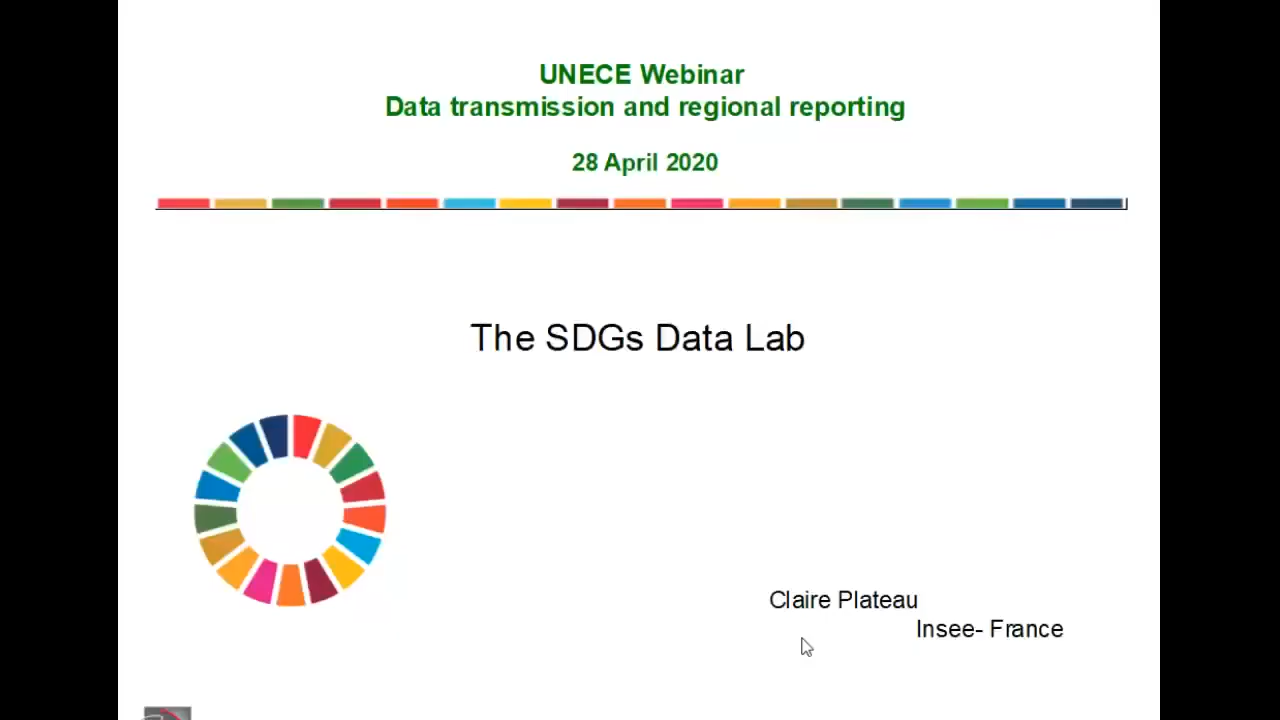 UNECE Webinar
Data transmission and regional reporting
28 April 2020
The SDGs Data Lab
Claire Plateau
Insee- France